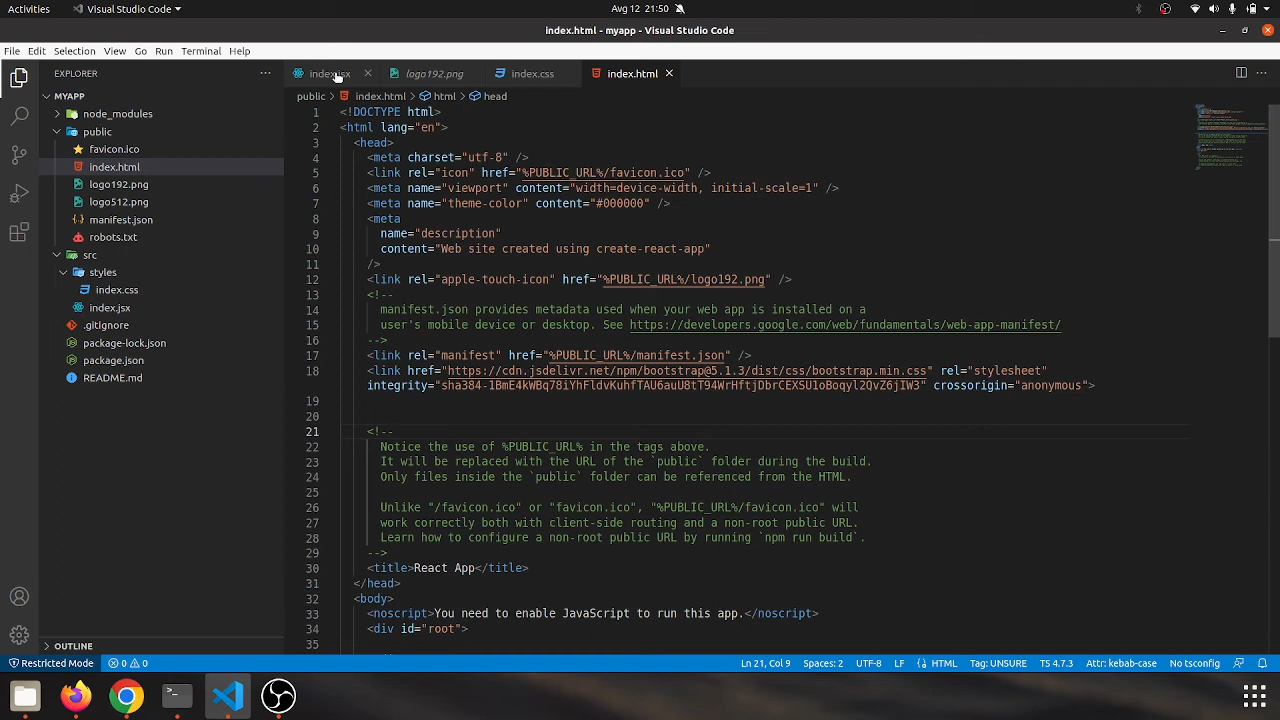 Activities Visual Studio Code Aug 12 21:50
index.html - myapp - Visual Studio Code
File Edit Selection View Go Run Terminal Help
EXPLORER
MYAPP
node_modules
public
favicon.ico
index.html
logo192.png
logo512.png
manifest.json
robots.txt
src
styles
index.css
index.jsx
.gitignore
package-lock.json
package.json
README.md
OUTLINE
index.jsx logo192.png index.css index.html
public > index.html > html > head
1 <!DOCTYPE html>
2 <html lang="en">
3 <head>
4 <meta charset="utf-8" />
5 <link rel="icon" href="%PUBLIC_URL%/favicon.ico" />
6 <meta name="viewport" content="width=device-width, initial-scale=1" />
7 <meta name="theme-color" content="#000000" />
8 <meta
9 name="description"
10 content="Web site created using create-react-app"
11 />
12 <link rel="apple-touch-icon" href="%PUBLIC_URL%/logo192.png" />
13 <!--
14 manifest.json provides metadata used when your web app is installed on a
15 user's mobile device or desktop. See https://developers.google.com/web/fundamentals/web-app-manifest/
16 -->
17 <link rel="manifest" href="%PUBLIC_URL%/manifest.json" />
18 <link href="https://cdn.jsdelivr.net/npm/bootstrap@5.1.3/dist/css/bootstrap.min.css" rel="stylesheet"
integrity="sha384-1BmE4kWBq78iYhFldvKuhfTAU6auU8tT94WrHftjDbrCEXSU1oBoqyl2QvZ6jIW3" crossorigin="anonymous">
19
20
21 <!--
22 Notice the use of %PUBLIC_URL% in the tags above.
23 It will be replaced with the URL of the `public` folder during the build.
24 Only files inside the `public` folder can be referenced from the HTML.
25
26 Unlike "/favicon.ico" or "favicon.ico", "%PUBLIC_URL%/favicon.ico" will
27 work correctly both with client-side routing and a non-root public URL.
28 Learn how to configure a non-root public URL by running `npm run build`.
29 -->
30 <title>React App</title>
31 </head>
32 <body>
33 <noscript>You need to enable JavaScript to run this app.</noscript>
34 <div id="root">
35
Restricted Mode 0 0 Ln 21, Col 9 Spaces: 2 UTF-8 LF HTML Tag: UNSURE TS 4.7.3 Attr: kebab-case No tsconfig